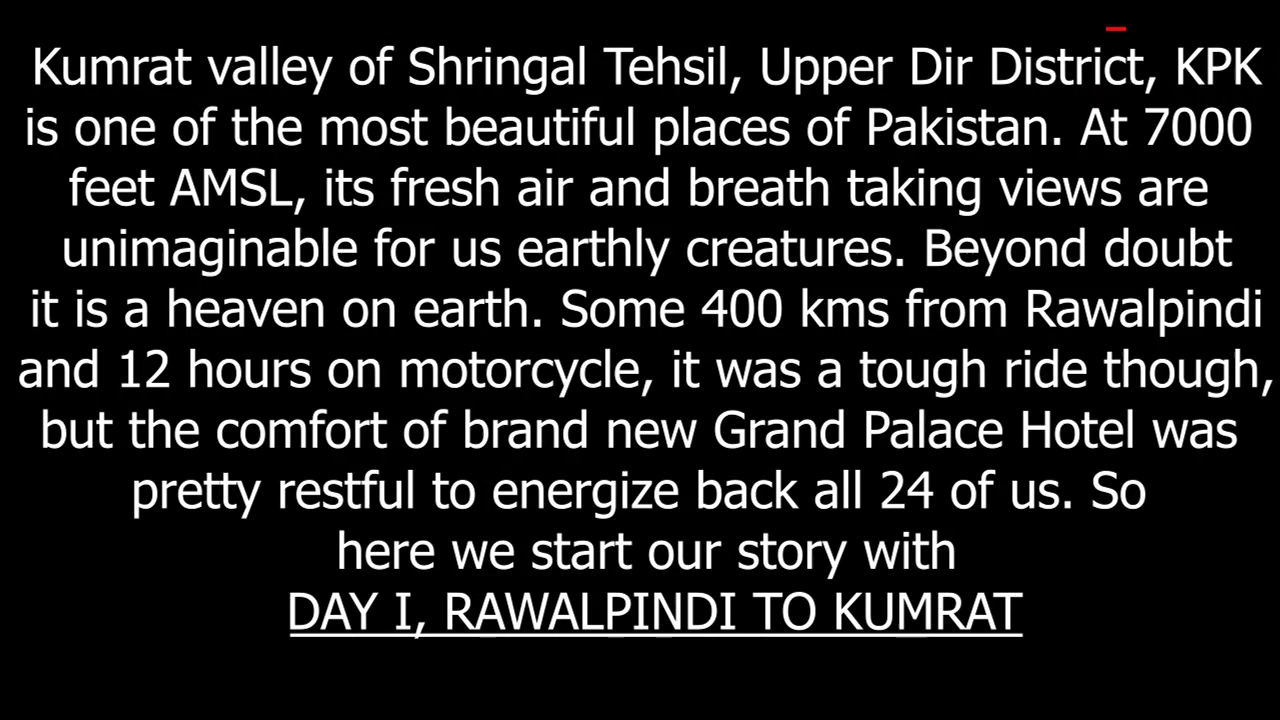 Kumrat valley of Shringal Tehsil, Upper Dir District, KPK
is one of the most beautiful places of Pakistan. At 7000
feet AMSL, its fresh air and breath taking views are
unimaginable for us earthly creatures. Beyond doubt
it is a heaven on earth. Some 400 kms from Rawalpindi
and 12 hours on motorcycle, it was a tough ride though,
but the comfort of brand new Grand Palace Hotel was
pretty restful to energize back all 24 of us. So
here we start our story with
DAY I, RAWALPINDI TO KUMRAT